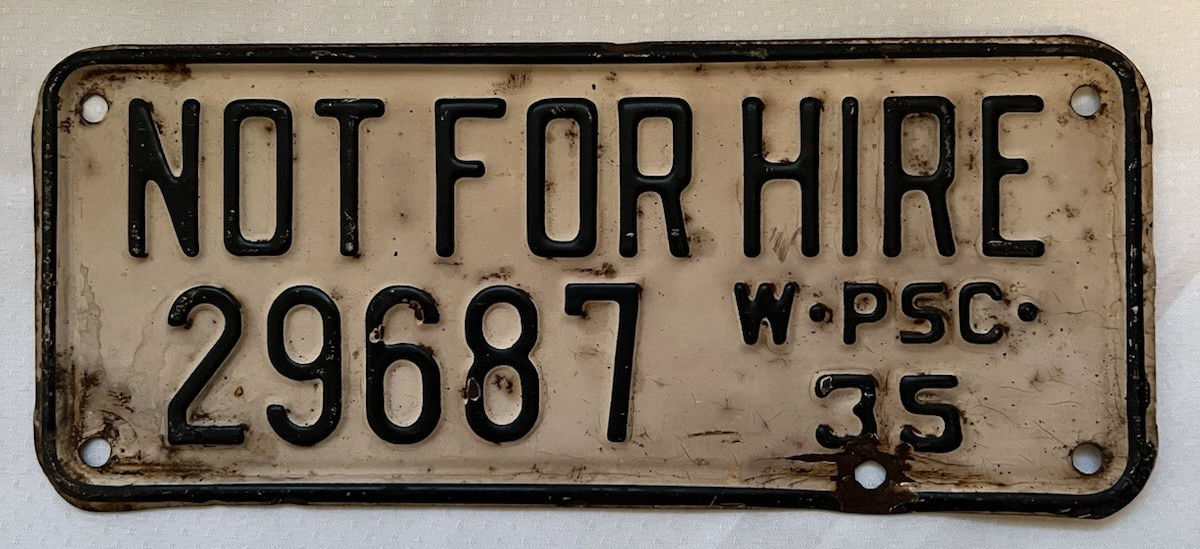 NOT FOR HIRE
29687 W·PSC·
35